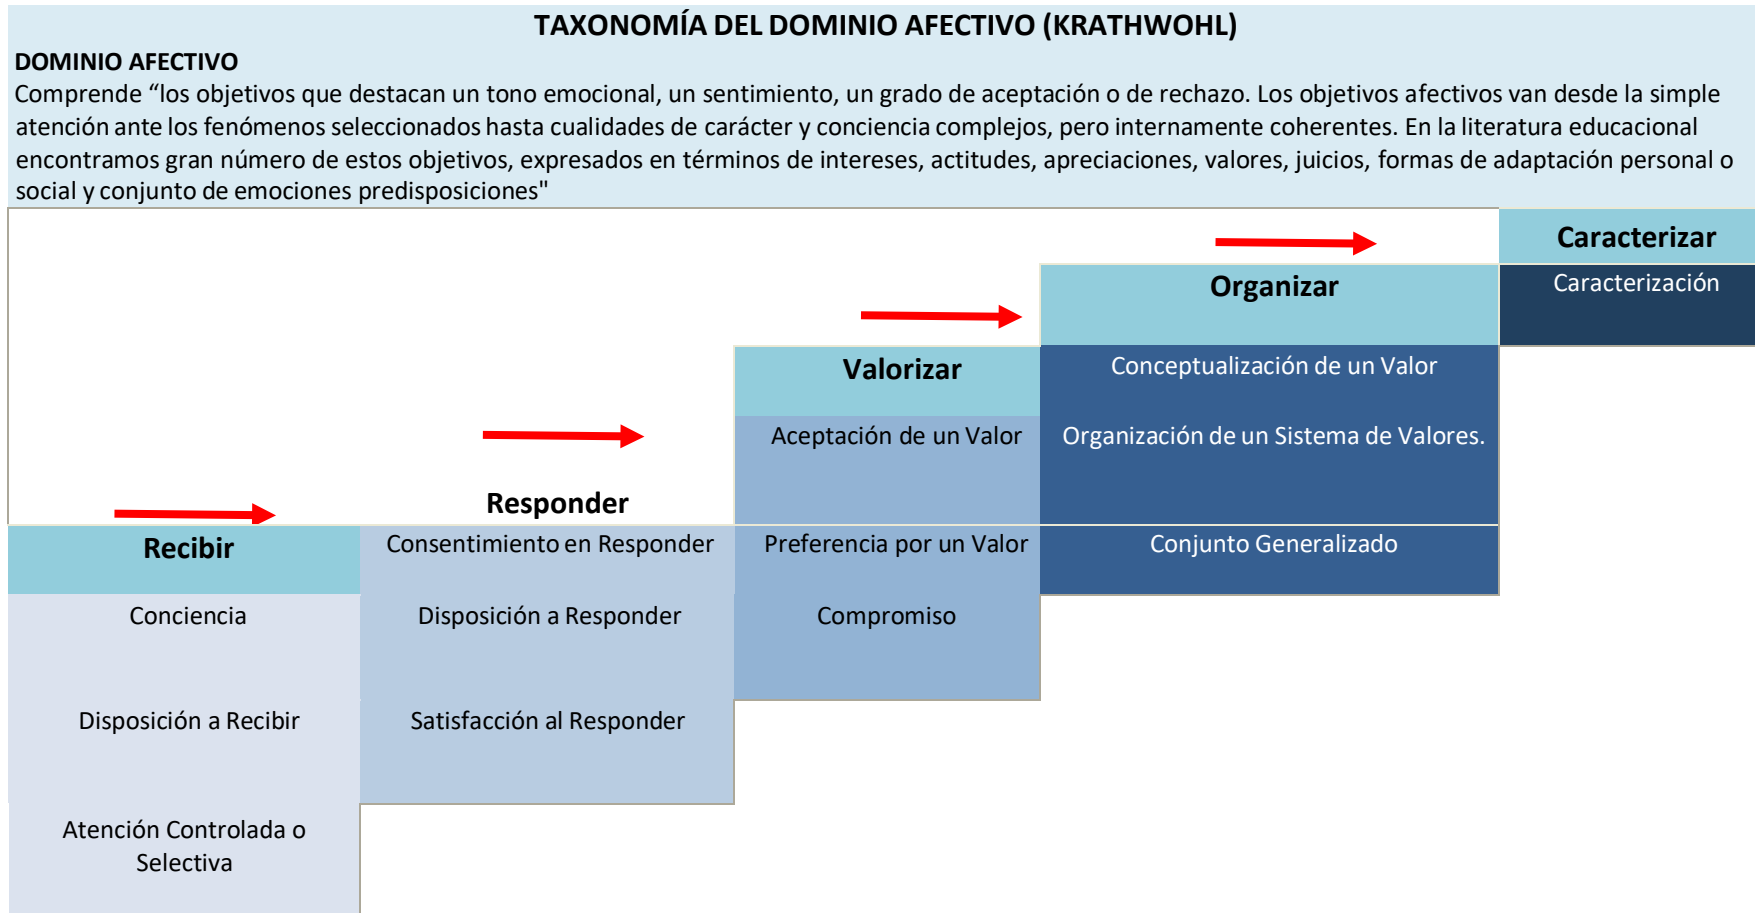 TAXONOMÍA DEL DOMINIO AFECTIVO (KRATHWOHL)
DOMINIO AFECTIVO
Comprende “los objetivos que destacan un tono emocional, un sentimiento, un grado de aceptación o de rechazo. Los objetivos afectivos van desde la simple
atención ante los fenómenos seleccionados hasta cualidades de carácter y conciencia complejos, pero internamente coherentes. En la literatura educacional
encontramos gran número de estos objetivos, expresados en términos de intereses, actitudes, apreciaciones, valores, juicios, formas de adaptación personal o
social y conjunto de emociones predisposiciones"
Recibir
Conciencia
Disposición a Recibir
Atención Controlada o
Selectiva
Responder
Consentimiento en Responder
Disposición a Responder
Satisfacción al Responder
Valorizar
Aceptación de un Valor
Preferencia por un Valor
Compromiso
Organizar
Conceptualización de un Valor
Organización de un Sistema de Valores.
Conjunto Generalizado
Caracterizar
Caracterización